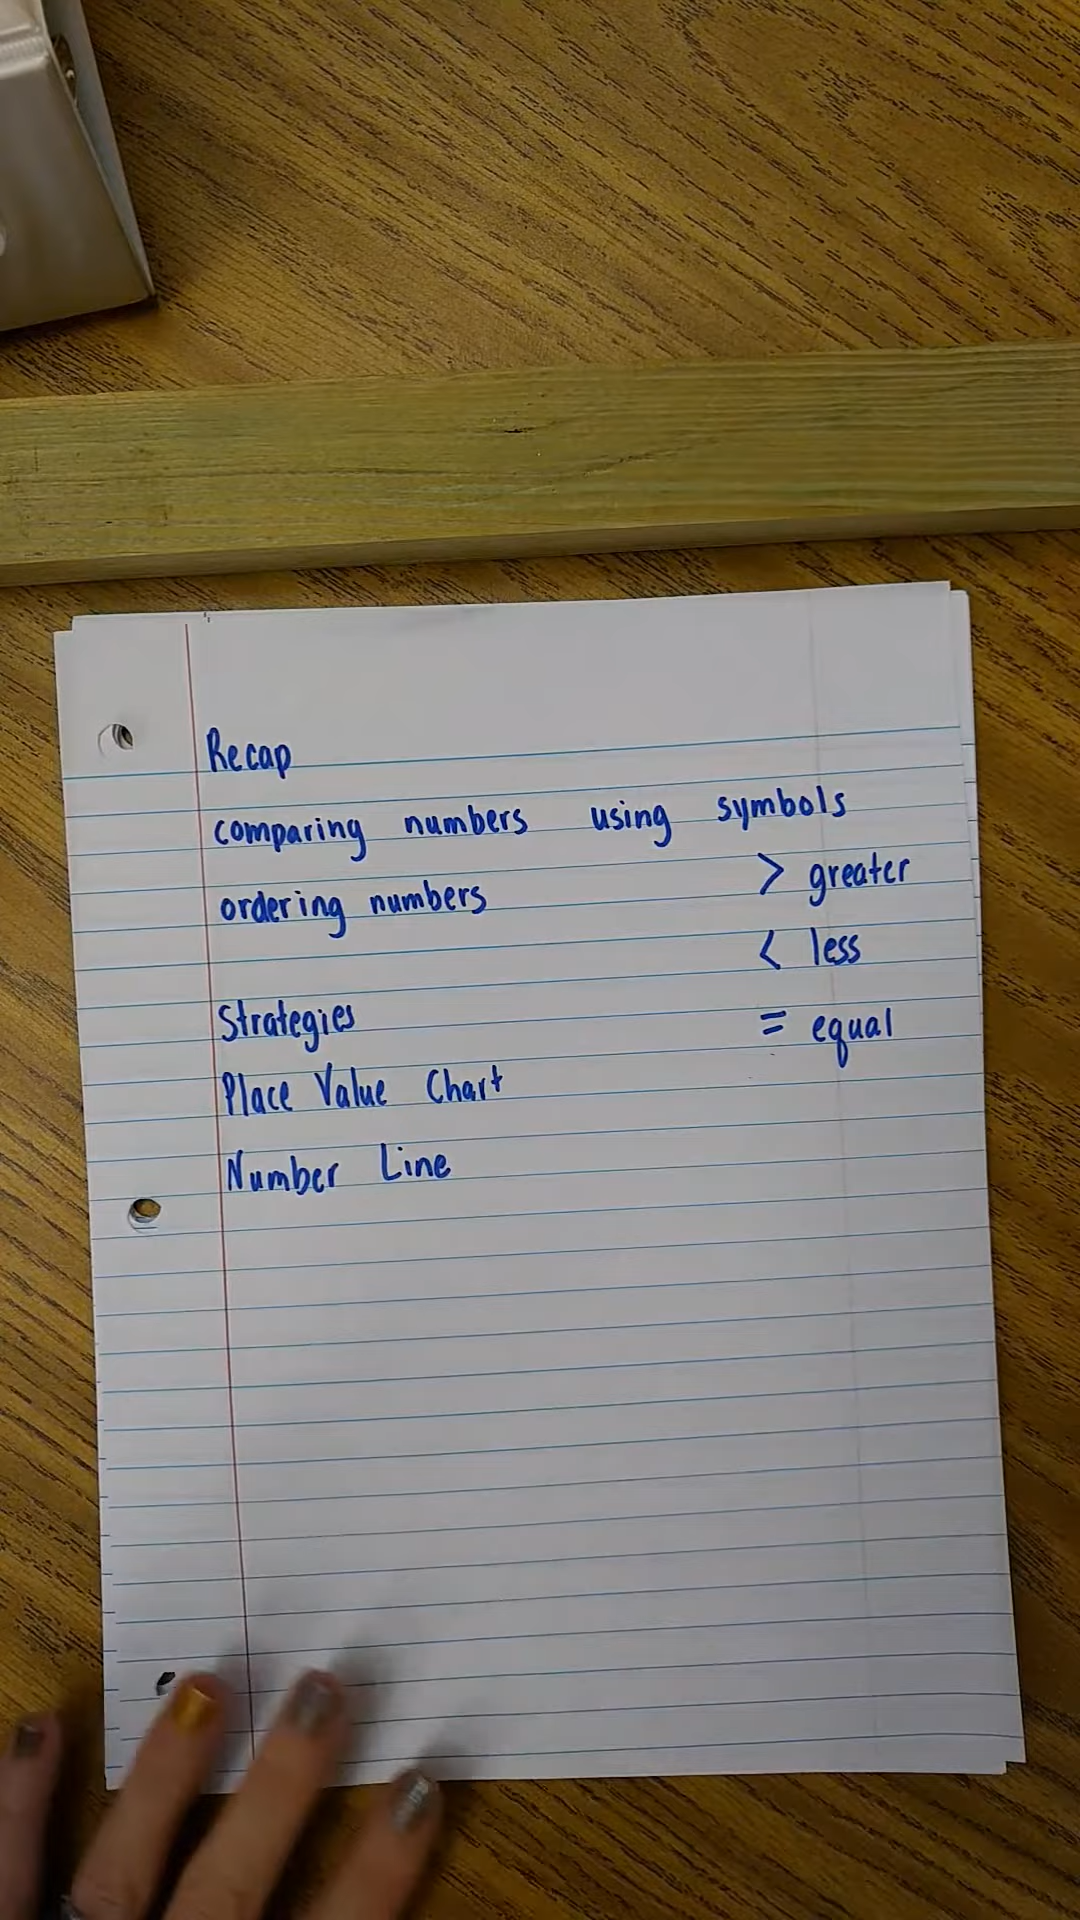 Recap
comparing numbers using symbols
ordering numbers > greater
< less
Strategies = equal
Place Value Chart
Number Line